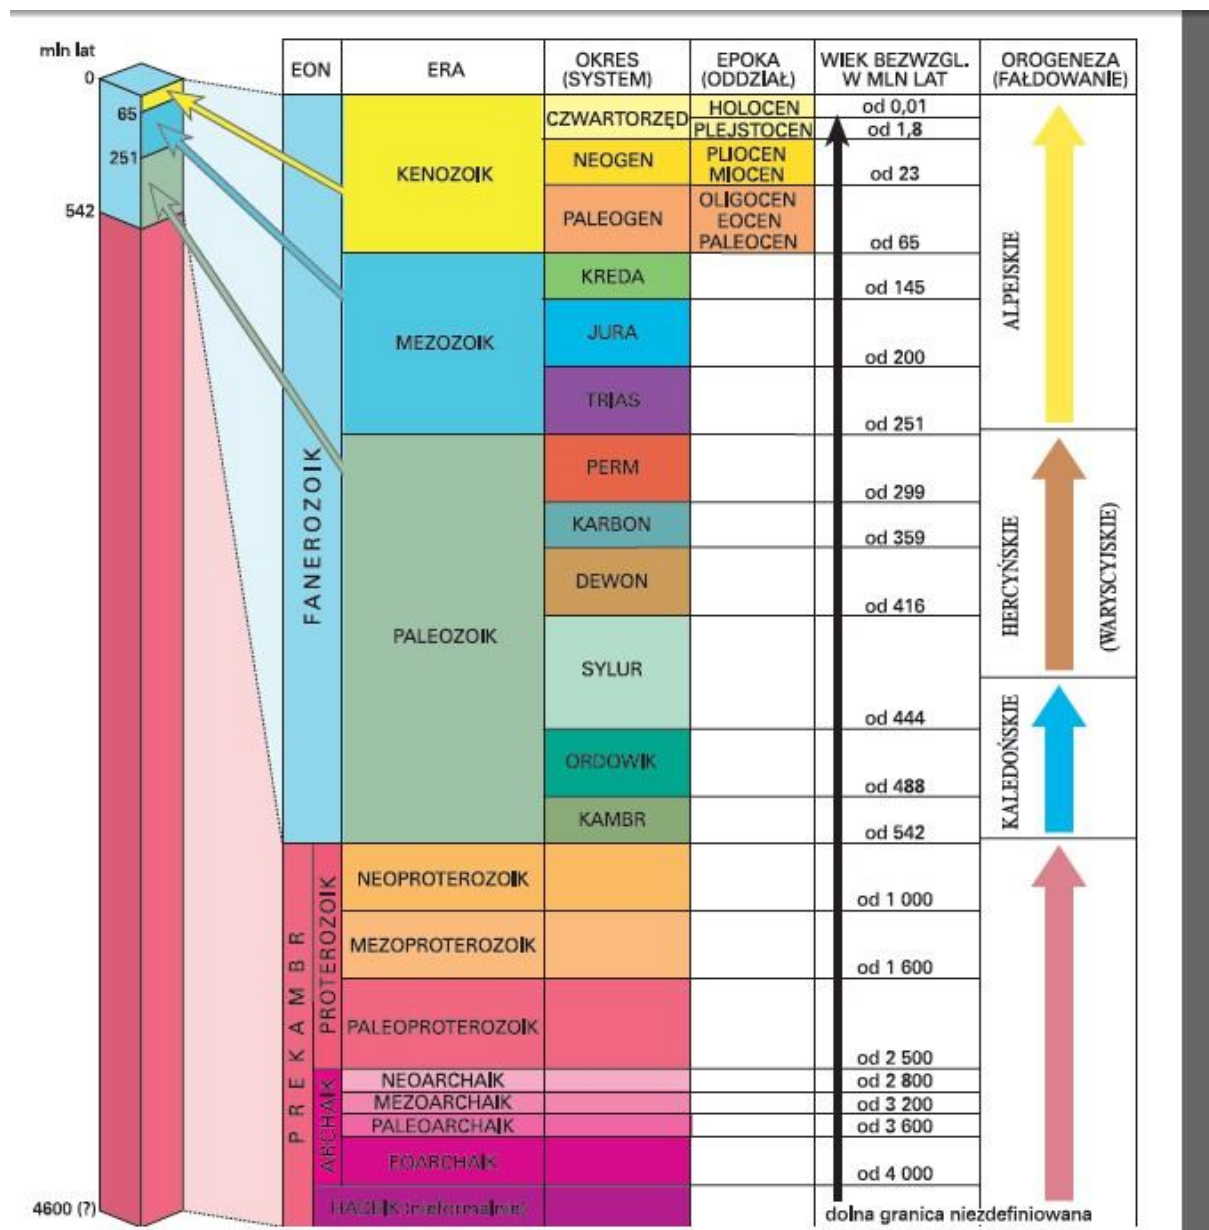 mln lat
0
65
251
542
4600 (?)
EON
ERA
OKRES
(SYSTEM)
EPOKA
(ODDZIAŁ)
WIEK BEZWZGL.
W MLN LAT
OROGENEZA
(FAŁDOWANIE)
FANEROZOIK
KENOZOIK
CZWARTORZĘD
HOLOCEN
od 0,01
PLEJSTOCEN
od 1,8
NEOGEN
PLIOCEN
MIOCEN
od 23
PALEOGEN
OLIGOCEN
EOCEN
PALEOCEN
od 65
ALPEJSKIE
MEZOZOIK
KREDA
od 145
JURA
od 200
TRIAS
od 251
PALEOZOIK
PERM
od 299
KARBON
od 359
DEWON
od 416
HERCYŃSKIE
(WARYSCYJSKIE)
SYLUR
od 444
ORDOWIK
od 488
KAMBR
od 542
KALEDOŃSKIE
PREKAMBR
PROTEROZOIK
NEOPROTEROZOIK
od 1 000
MEZOPROTEROZOIK
od 1 600
PALEOPROTEROZOIK
od 2 500
ARCHAIK
NEOARCHAIK
od 2 800
MEZOARCHAIK
od 3 200
PALEOARCHAIK
od 3 600
EOARCHAIK
od 4 000
HADEIK (nieformalnie)
dolna granica niezdefiniowana